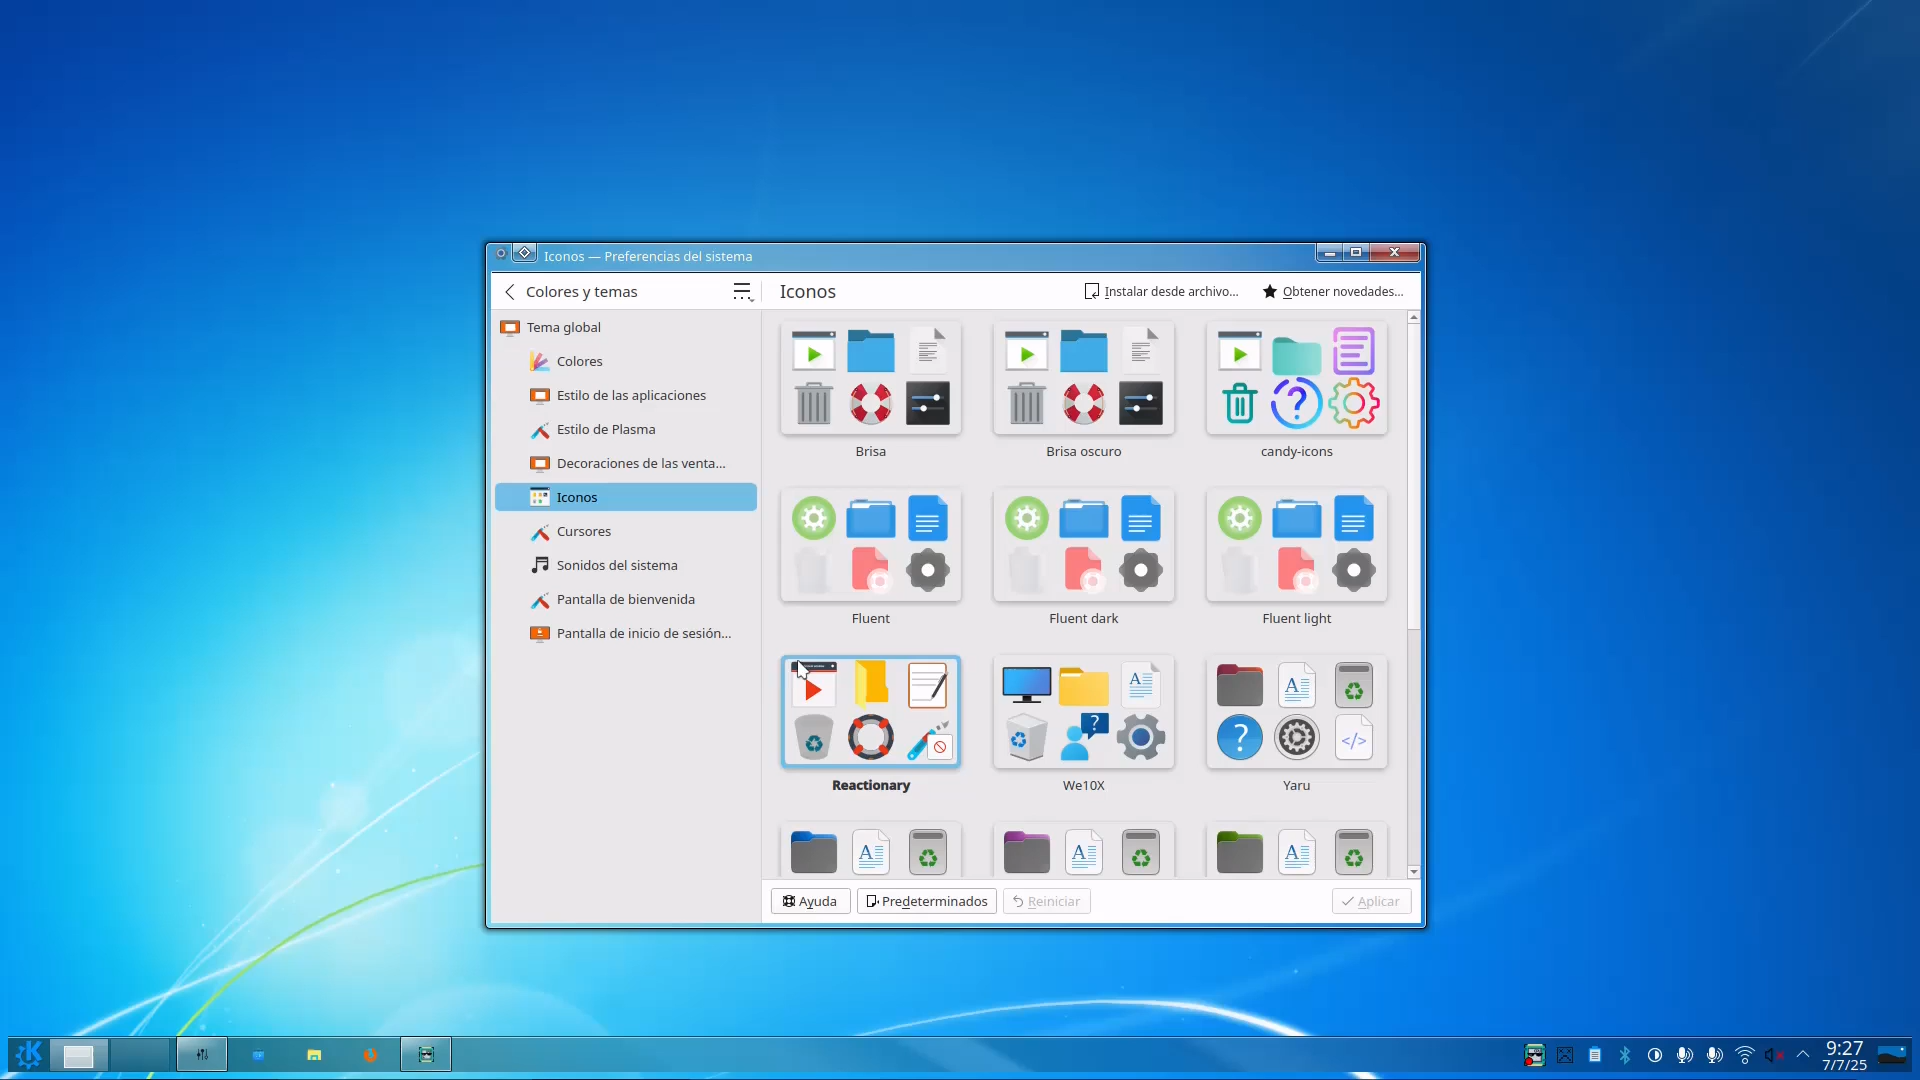 Iconos — Preferencias del sistema
Colores y temas
Iconos
Instalar desde archivo...
Obtener novedades...
Tema global
Colores
Estilo de las aplicaciones
Estilo de Plasma
Decoraciones de las venta...
Iconos
Cursores
Sonidos del sistema
Pantalla de bienvenida
Pantalla de inicio de sesión...
Brisa
Brisa oscuro
candy-icons
Fluent
Fluent dark
Fluent light
Reactionary
We10X
Yaru
Ayuda
Predeterminados
Reiniciar
Aplicar
9:27
7/7/25